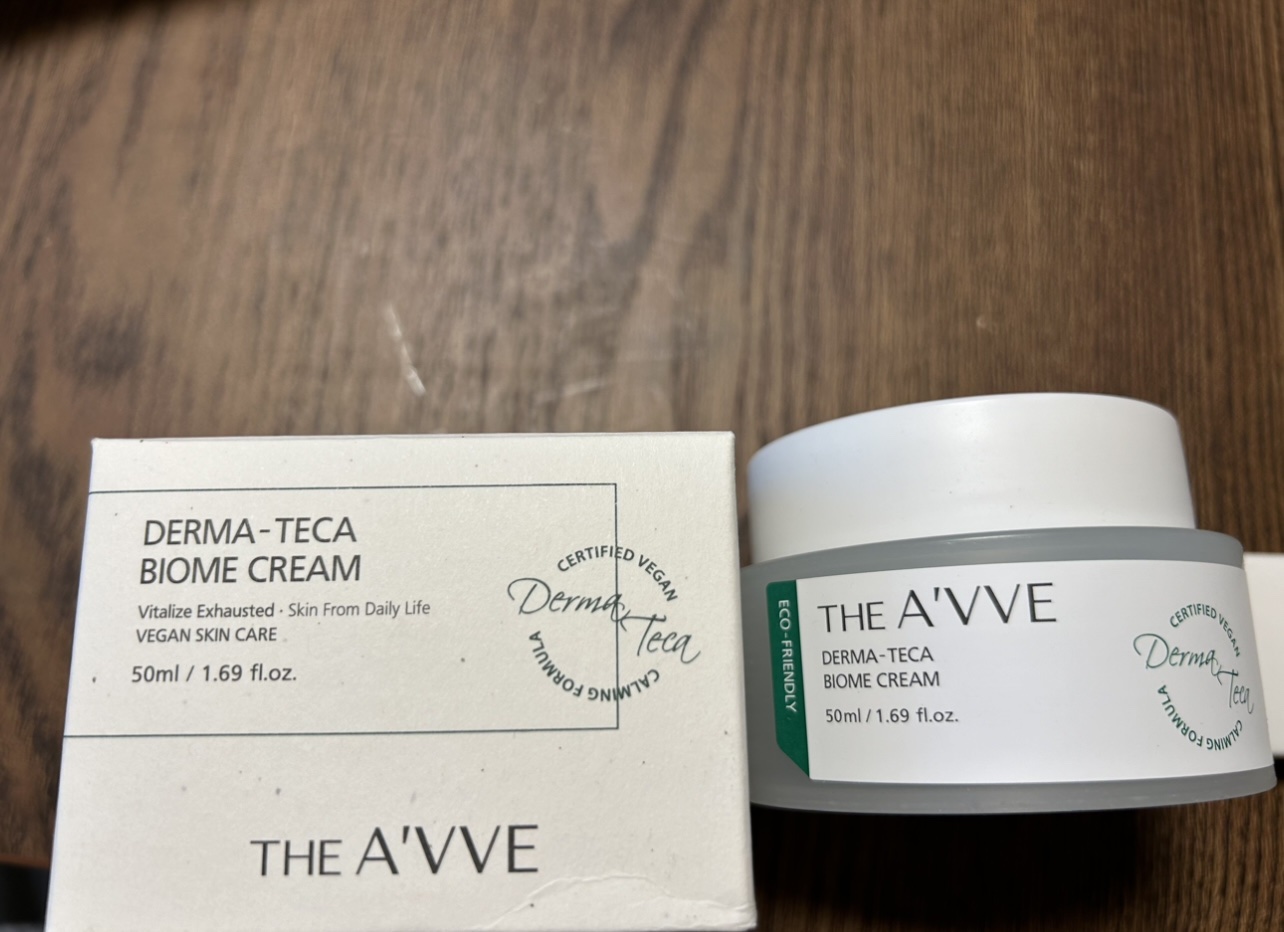 DERMA-TECA
BIOME CREAM
Vitalize Exhausted · Skin From Daily Life
VEGAN SKIN CARE
50ml / 1.69 fl.oz.
CERTIFIED VEGAN
Derma
Teca
CALMING FORMULA
THE A'VVE
ECO-FRIENDLY
THE A'VVE
DERMA-TECA
BIOME CREAM
50ml / 1.69 fl.oz.
CERTIFIED VEGAN
Derma
Teca
CALMING FORMULA